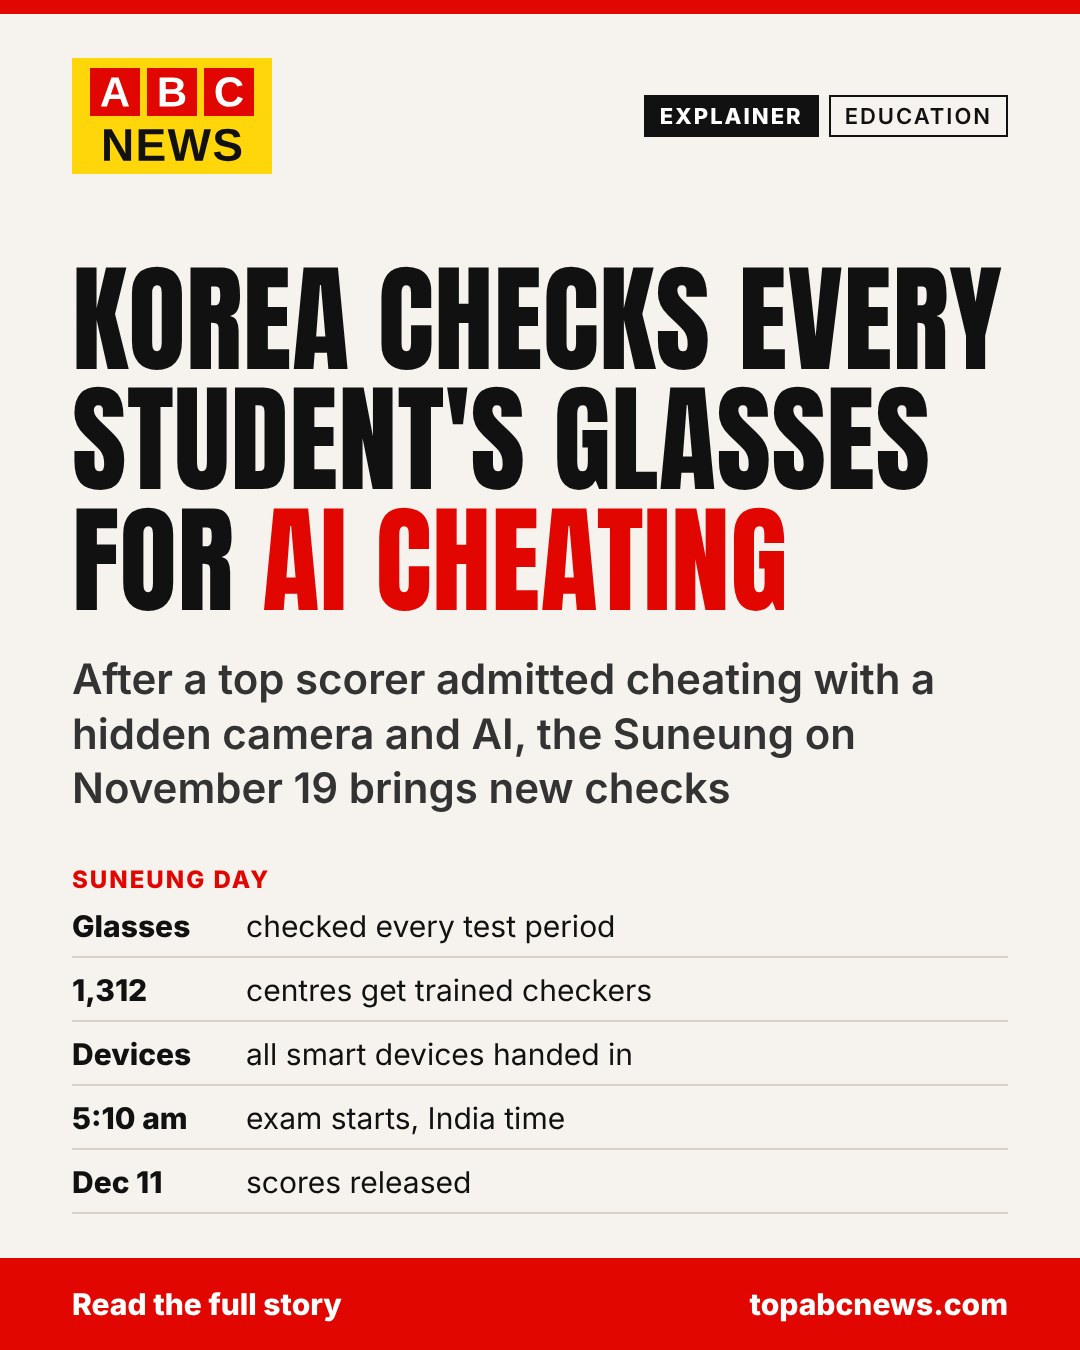 ABC
NEWS
EXPLAINER
EDUCATION
KOREA CHECKS EVERY
STUDENT'S GLASSES
FOR AI CHEATING
After a top scorer admitted cheating with a
hidden camera and AI, the Suneung on
November 19 brings new checks
SUNEUNG DAY
Glasses checked every test period
1,312 centres get trained checkers
Devices all smart devices handed in
5:10 am exam starts, India time
Dec 11 scores released
Read the full story
topabcnews.com